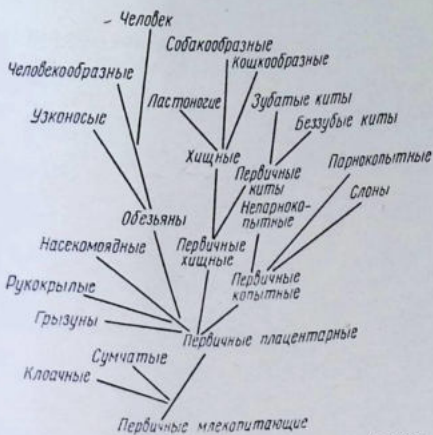 Человек
Собакообразные
Кошкообразные
Человекообразные
Ластоногие
Зубатые киты
Узконосые
Беззубые киты
Хищные
Парнокопытные
Первичные
киты
Слоны
Непарноко-
пытные
Обезьяны
Насекомоядные
Первичные
хищные
Первичные
копытные
Рукокрылые
Грызуны
Первичные плацентарные
Сумчатые
Клоачные
Первичные млекопитающие